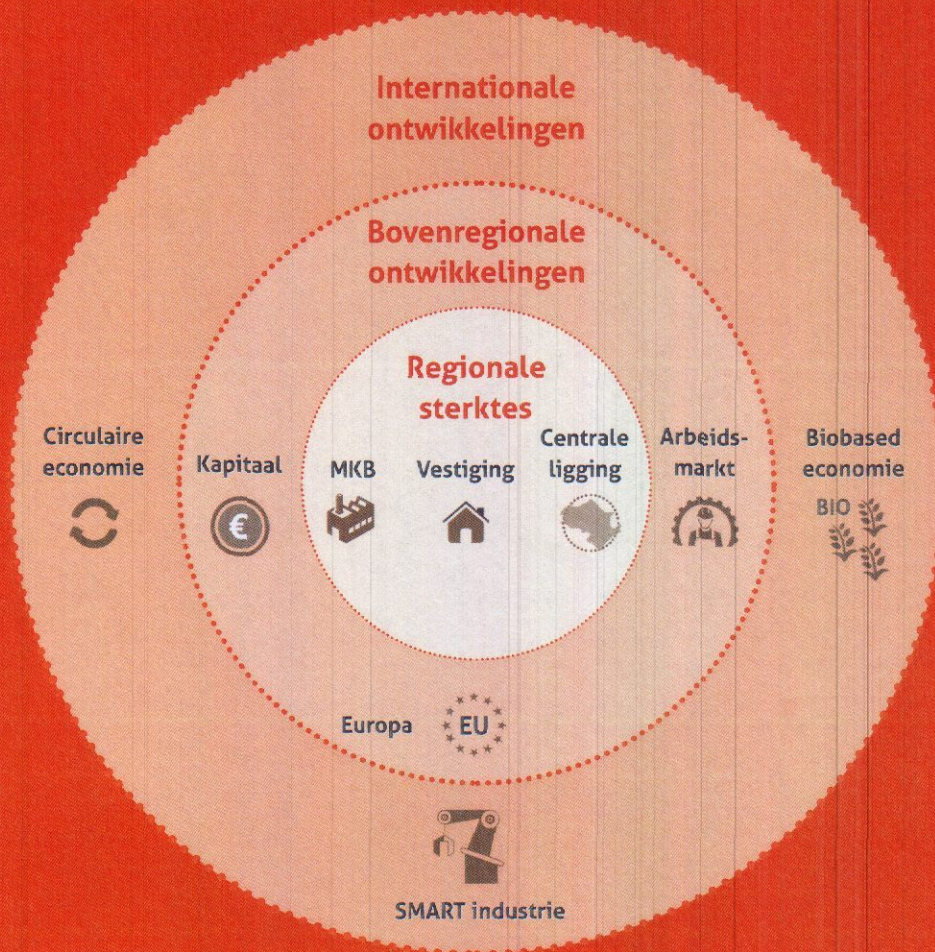 Internationale
ontwikkelingen
Bovenregionale
ontwikkelingen
Regionale
sterktes
Circulaire
economie
Kapitaal
€
MKB
Vestiging
Centrale
ligging
Arbeids-
markt
Biobased
economie
BIO
Europa
EU
SMART industrie